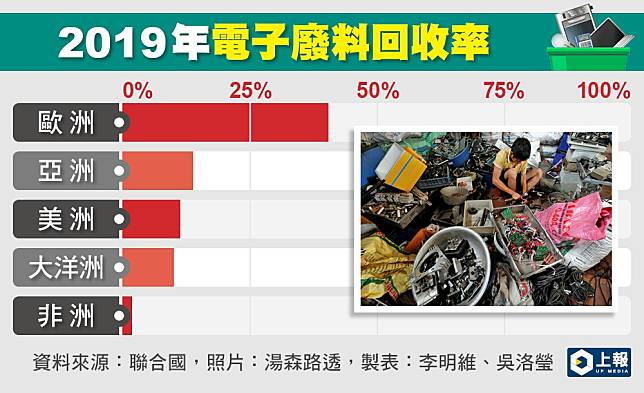 2019年電子廢料回收率
0% 25% 50% 75% 100%
歐洲
亞洲
美洲
大洋洲
非洲
資料來源：聯合國，照片：湯森路透，製表：李明維、吳洛瑩
上報
UP MEDIA